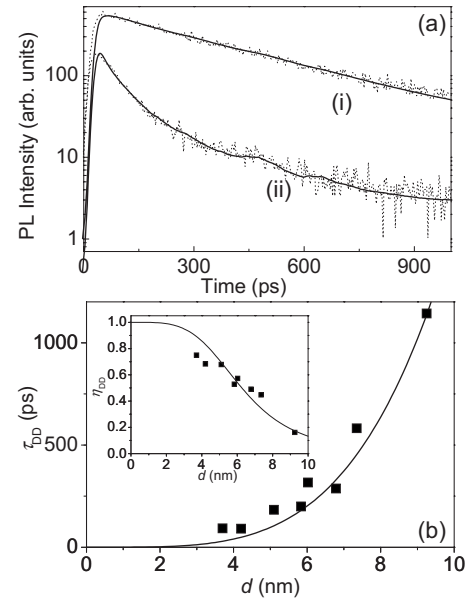 (a)
PL Intensity (arb. units)
100
10
1
(i)
(ii)
0 300 600 900
Time (ps)
τDD (ps)
1000
500
0
ηDD
1.0
0.8
0.6
0.4
0.2
0.0
0 2 4 6 8 10
d (nm)
(b)
0 2 4 6 8 10
d (nm)